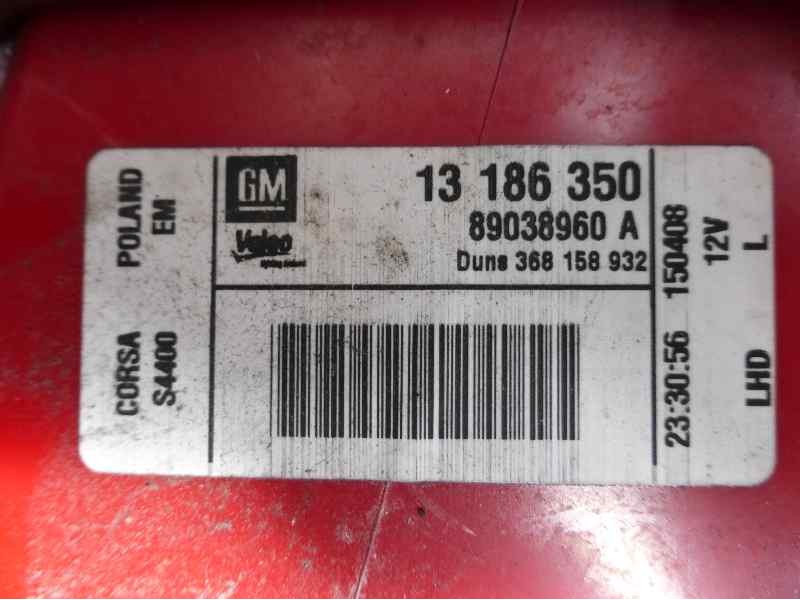 POLAND
EM
CORSA
S4400
GM
Valeo
13 186 350
89038960 A
Duns 368 158 932
23:30:56 150408
12V
LHD L